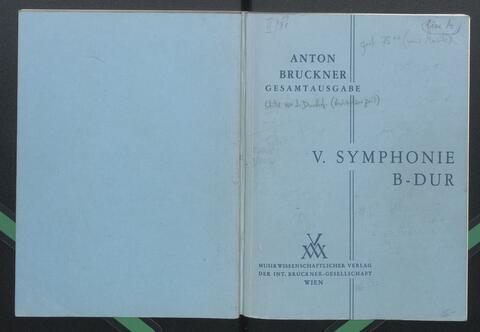 ANTON
BRUCKNER
GESAMTAUSGABE
V. SYMPHONIE
B-DUR
MUSIKWISSENSCHAFTLICHER VERLAG
DER INT. BRUCKNER-GESELLSCHAFT
WIEN